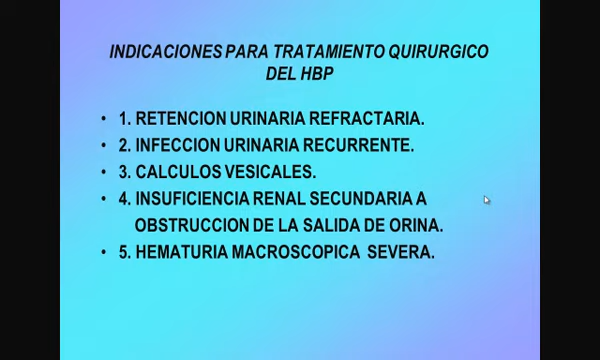 INDICACIONES PARA TRATAMIENTO QUIRURGICO
DEL HBP
• 1. RETENCION URINARIA REFRACTARIA.
• 2. INFECCION URINARIA RECURRENTE.
• 3. CALCULOS VESICALES.
• 4. INSUFICIENCIA RENAL SECUNDARIA A
OBSTRUCCION DE LA SALIDA DE ORINA.
• 5. HEMATURIA MACROSCOPICA SEVERA.